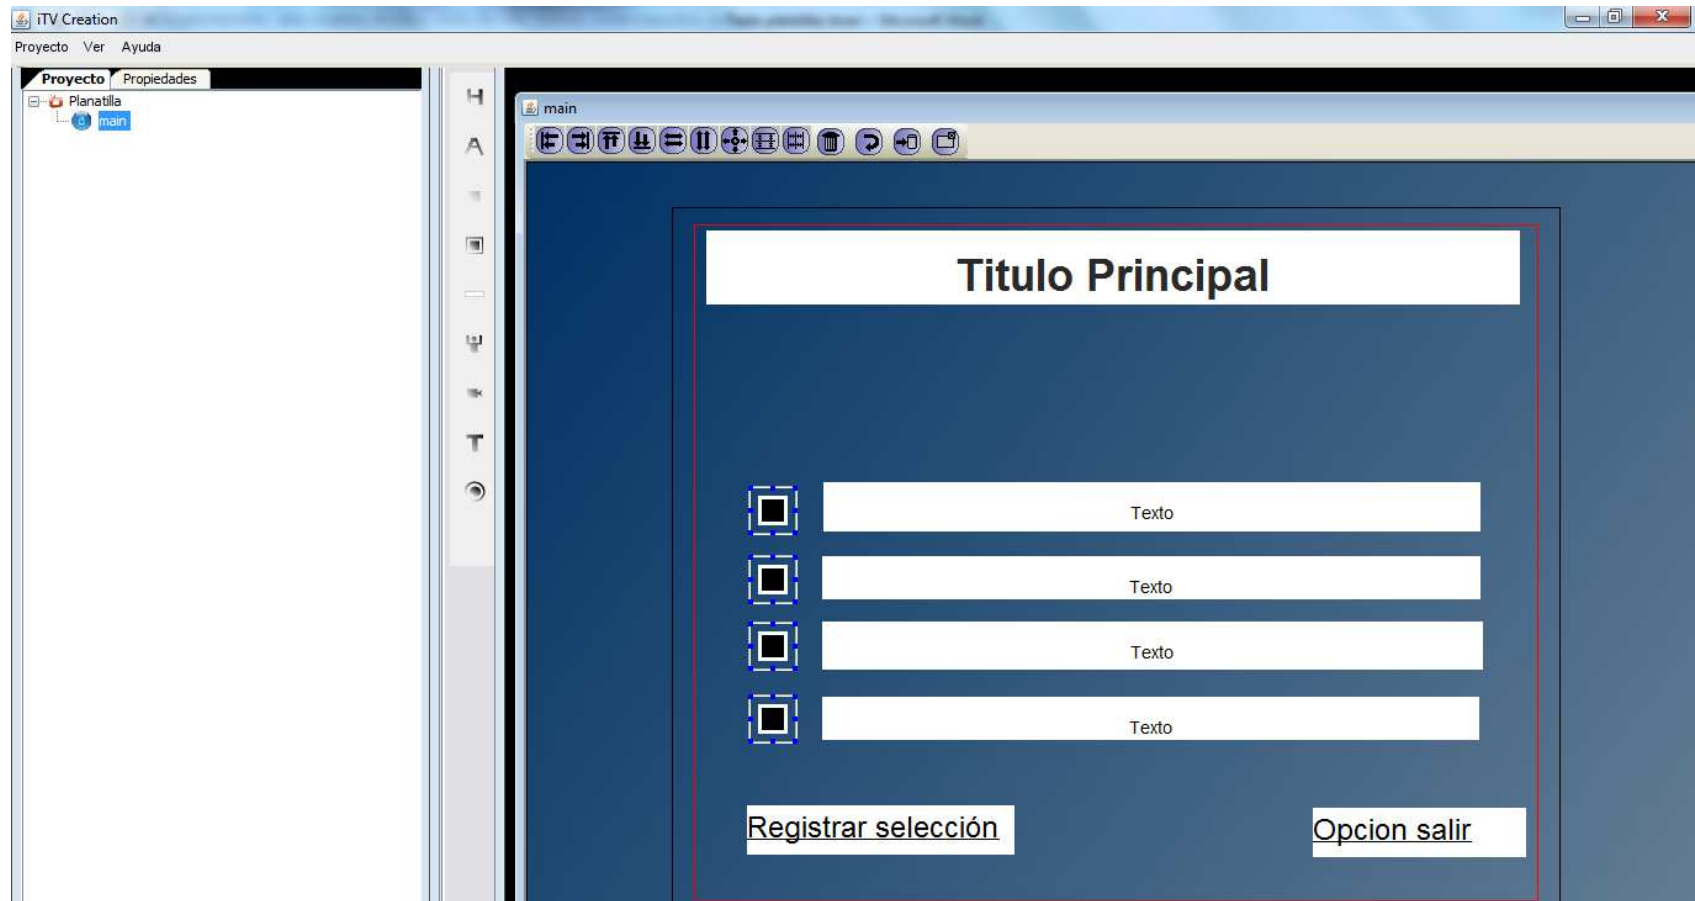 iTV Creation
Proyecto Ver Ayuda
Proyecto Propiedades
Planatilla
main
H
A
T
main
Titulo Principal
Texto
Texto
Texto
Texto
Registrar selección
Opcion salir